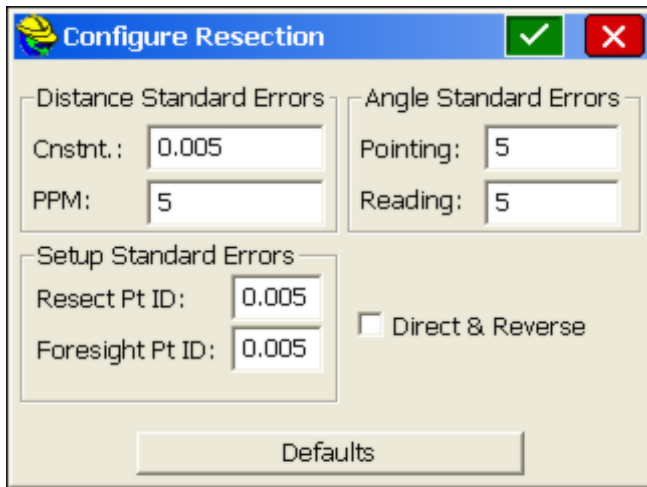 Configure Resection
Distance Standard Errors
Cnstnt.: 0.005
PPM: 5
Angle Standard Errors
Pointing: 5
Reading: 5
Setup Standard Errors
Resect Pt ID: 0.005
Foresight Pt ID: 0.005
Direct & Reverse
Defaults